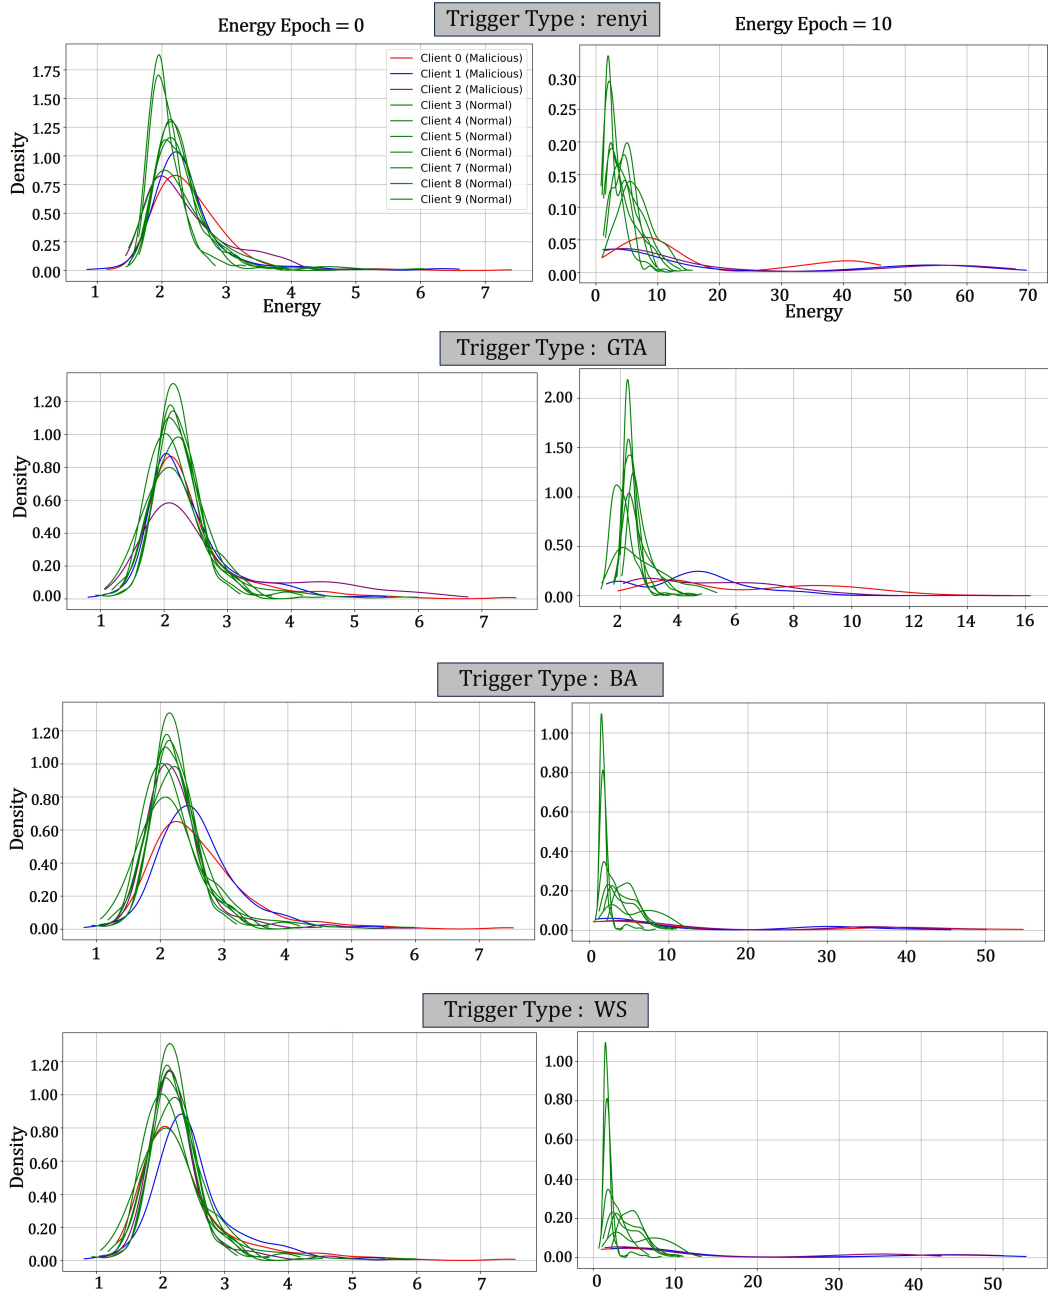 Trigger Type : renyi
Energy Epoch = 0
Energy Epoch = 10
Density
1.75
1.50
1.25
1.00
0.75
0.50
0.25
0.00
1 2 3 4 5 6 7
Energy
Client 0 (Malicious)
Client 1 (Malicious)
Client 2 (Malicious)
Client 3 (Normal)
Client 4 (Normal)
Client 5 (Normal)
Client 6 (Normal)
Client 7 (Normal)
Client 8 (Normal)
Client 9 (Normal)
0.30
0.25
0.20
0.15
0.10
0.05
0.00
0 10 20 30 40 50 60 70
Energy
Trigger Type : GTA
Density
1.20
1.00
0.80
0.60
0.40
0.20
0.00
1 2 3 4 5 6 7
2.00
1.50
1.00
0.50
0.00
2 4 6 8 10 12 14 16
Trigger Type : BA
Density
1.20
1.00
0.80
0.60
0.40
0.20
0.00
1 2 3 4 5 6 7
1.00
0.80
0.60
0.40
0.20
0.00
0 10 20 30 40 50
Trigger Type : WS
Density
1.20
1.00
0.80
0.60
0.40
0.20
0.00
1 2 3 4 5 6 7
1.00
0.80
0.60
0.40
0.20
0.00
0 10 20 30 40 50